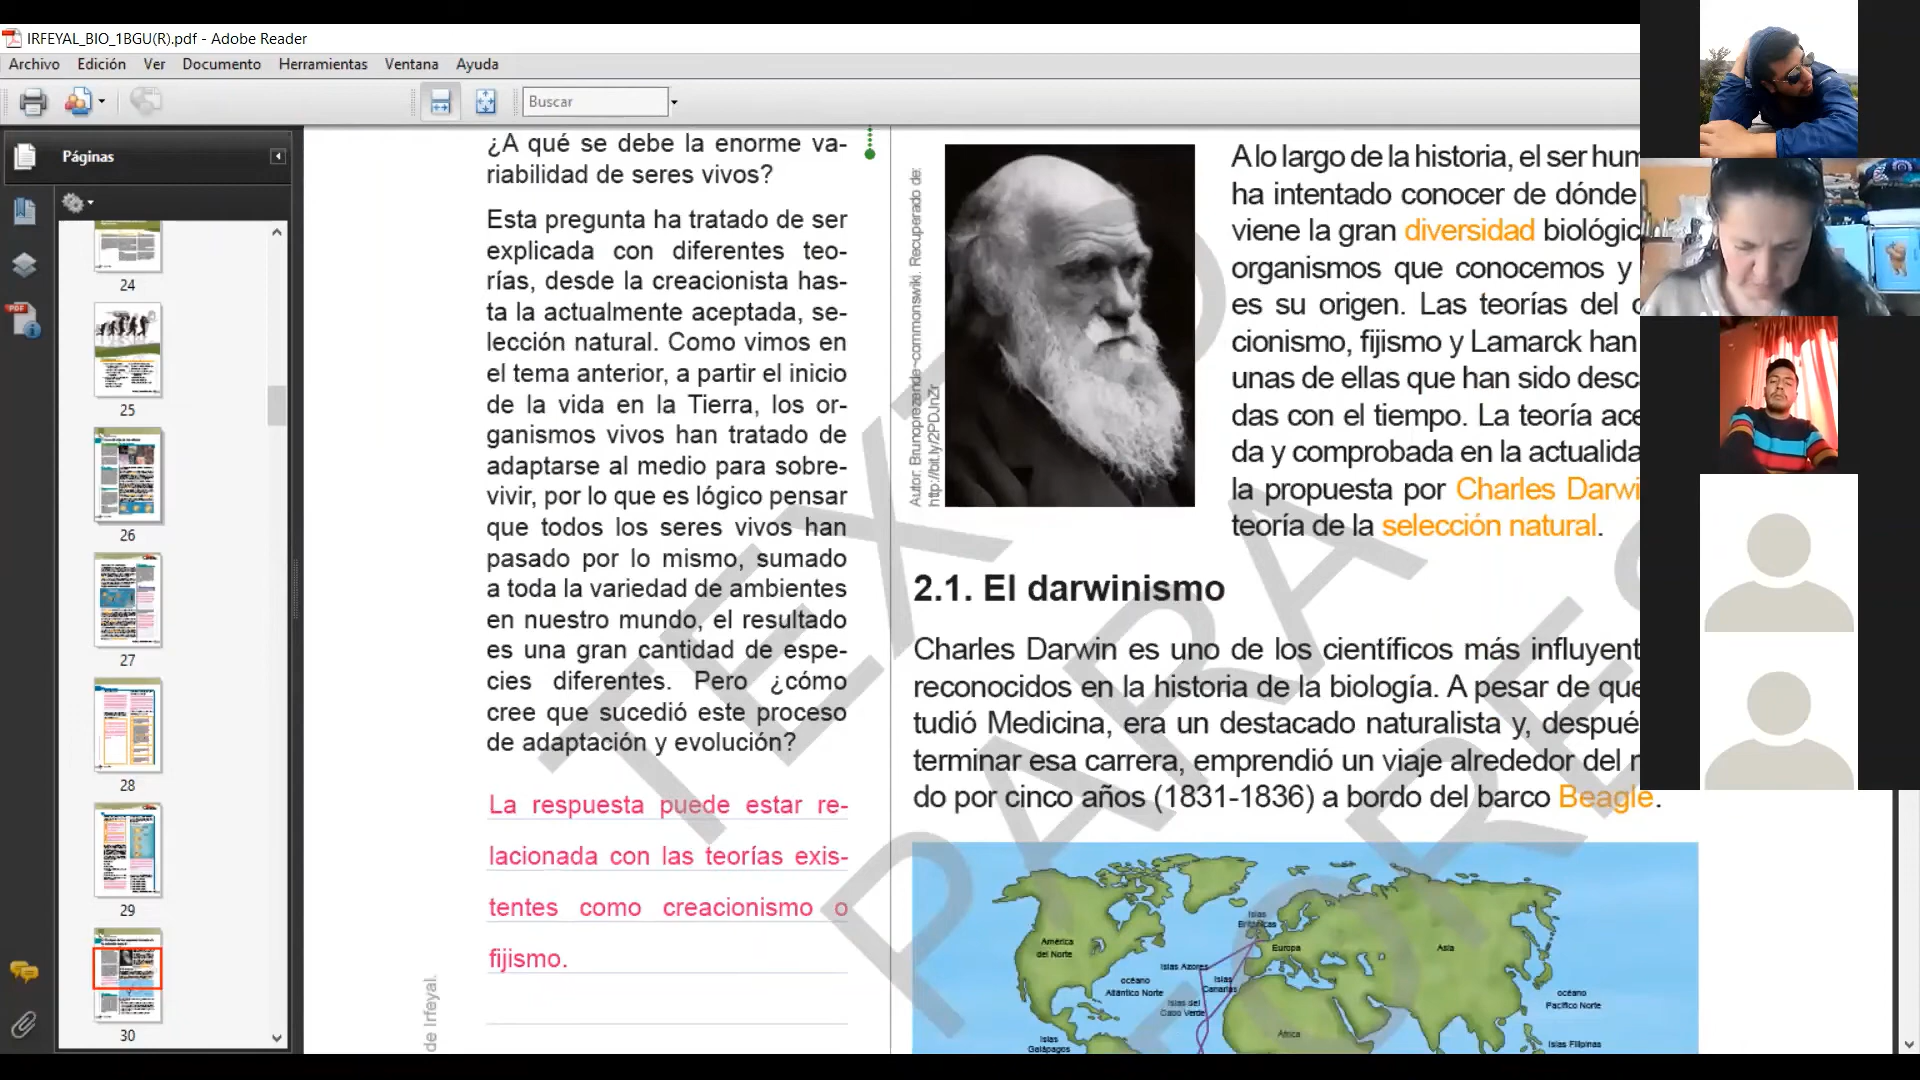 IRFEYAL_BIO_1BGU(R).pdf - Adobe Reader
Archivo Edición Ver Documento Herramientas Ventana Ayuda
Buscar
Páginas
24
25
26
27
28
29
30
¿A qué se debe la enorme va-
riabilidad de seres vivos?
Esta pregunta ha tratado de ser
explicada con diferentes teo-
rías, desde la creacionista has-
ta la actualmente aceptada, se-
lección natural. Como vimos en
el tema anterior, a partir el inicio
de la vida en la Tierra, los or-
ganismos vivos han tratado de
adaptarse al medio para sobre-
vivir, por lo que es lógico pensar
que todos los seres vivos han
pasado por lo mismo, sumado
a toda la variedad de ambientes
en nuestro mundo, el resultado
es una gran cantidad de espe-
cies diferentes. Pero ¿cómo
cree que sucedió este proceso
de adaptación y evolución?
La respuesta puede estar re-
lacionada con las teorías exis-
tentes como creacionismo o
fijismo.
de Irfeyal.
Autor: Brunoprezenda-commonswiki. Recuperado de:
http://bit.ly/2PDJnZr
A lo largo de la historia, el ser hum
ha intentado conocer de dónde
viene la gran diversidad biológic
organismos que conocemos y
es su origen. Las teorías del c
cionismo, fijismo y Lamarck han
unas de ellas que han sido desc
das con el tiempo. La teoría ace
da y comprobada en la actualida
la propuesta por Charles Darwi
teoría de la selección natural.
2.1. El darwinismo
Charles Darwin es uno de los científicos más influyent
reconocidos en la historia de la biología. A pesar de que
tudió Medicina, era un destacado naturalista y, despué
terminar esa carrera, emprendió un viaje alrededor del m
do por cinco años (1831-1836) a bordo del barco Beagle.
América
del Norte
Islas
Británicas
Europa
Asia
Islas Azores
océano
Atlántico Norte
Islas
Canarias
Islas del
Cabo Verde
océano
Pacífico Norte
África
Islas
Galápagos
Islas Filipinas
TEXTO
PARA